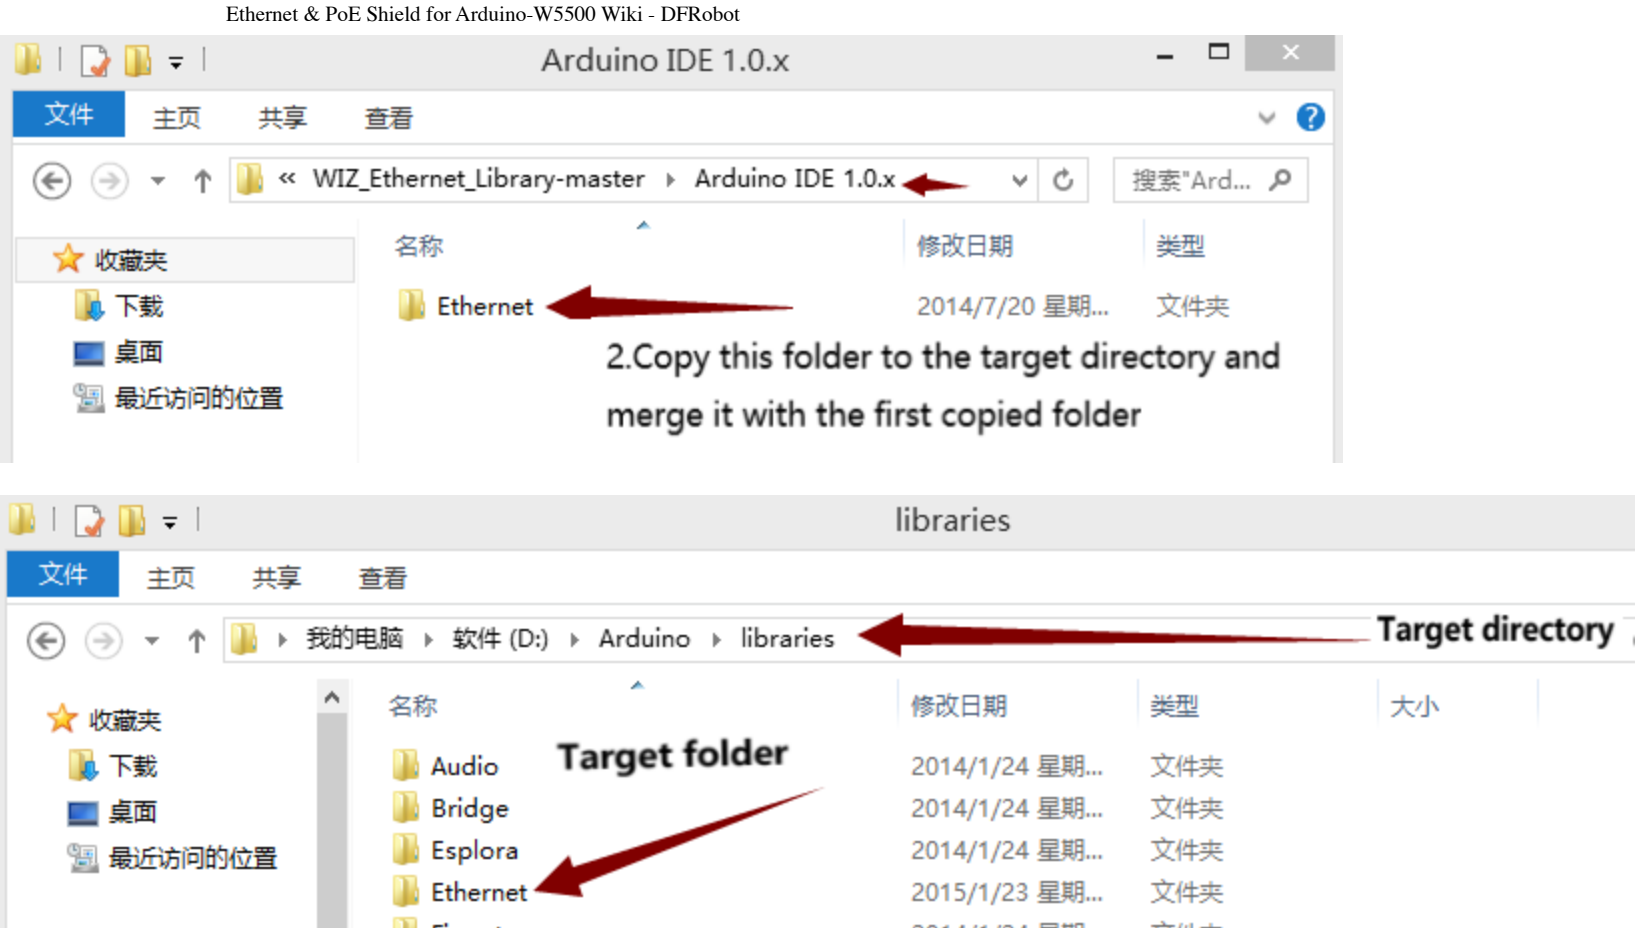 Ethernet & PoE Shield for Arduino-W5500 Wiki - DFRobot
Arduino IDE 1.0.x
文件 主页 共享 查看
« WIZ_Ethernet_Library-master Arduino IDE 1.0.x 搜索"Ard...
名称 修改日期 类型
收藏夹
Ethernet 2014/7/20 星期... 文件夹
下载
桌面
2.Copy this folder to the target directory and
最近访问的位置
merge it with the first copied folder
libraries
文件 主页 共享 查看
我的电脑 软件 (D:) Arduino libraries Target directory
名称 修改日期 类型 大小
收藏夹
Target folder
下载
Audio 2014/1/24 星期... 文件夹
桌面
Bridge 2014/1/24 星期... 文件夹
最近访问的位置
Esplora 2014/1/24 星期... 文件夹
Ethernet 2015/1/23 星期... 文件夹